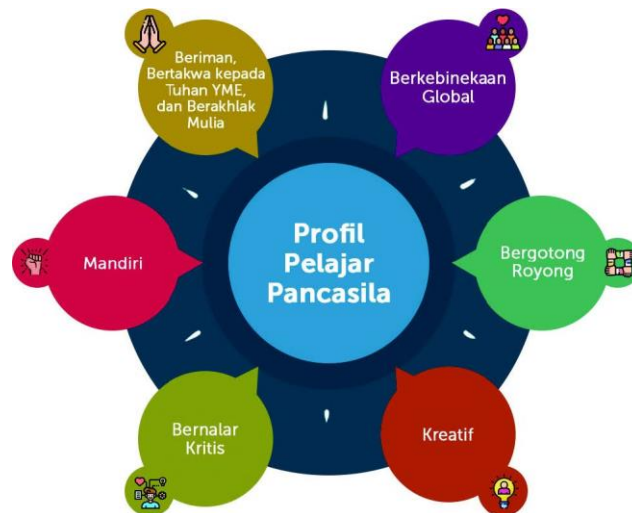 Beriman,
Bertakwa kepada
Tuhan YME,
dan Berakhlak
Mulia
Berkebinekaan
Global
Mandiri
Profil
Pelajar
Pancasila
Bergotong
Royong
Bernalar
Kritis
Kreatif